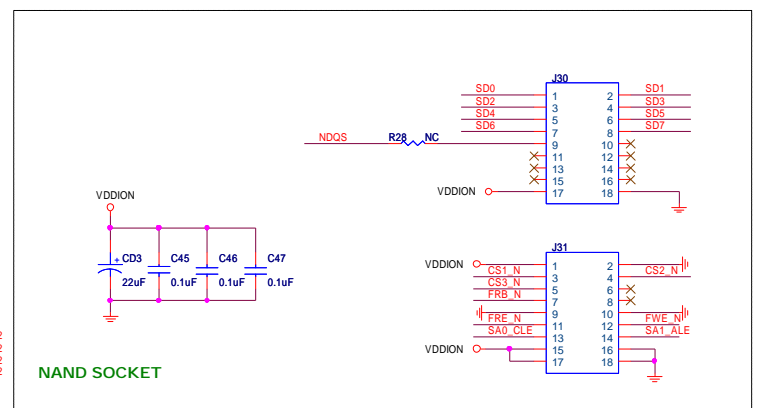 J30
SD0 1 2 SD1
SD2 3 4 SD3
SD4 5 6 SD5
SD6 7 8 SD7
NDQS R28 NC 9 10
11 12
13 14
15 16
VDDION 17 18
VDDION
CD3 C45 C46 C47
+
22uF 0.1uF 0.1uF 0.1uF
J31
VDDION 1 2
CS1_N 3 4 CS2_N
CS3_N 5 6
FRB_N 7 8
9 10
FRE_N 11 12 FWE_N
SA0_CLE 13 14 SA1_ALE
VDDION 15 16
17 18
NAND SOCKET